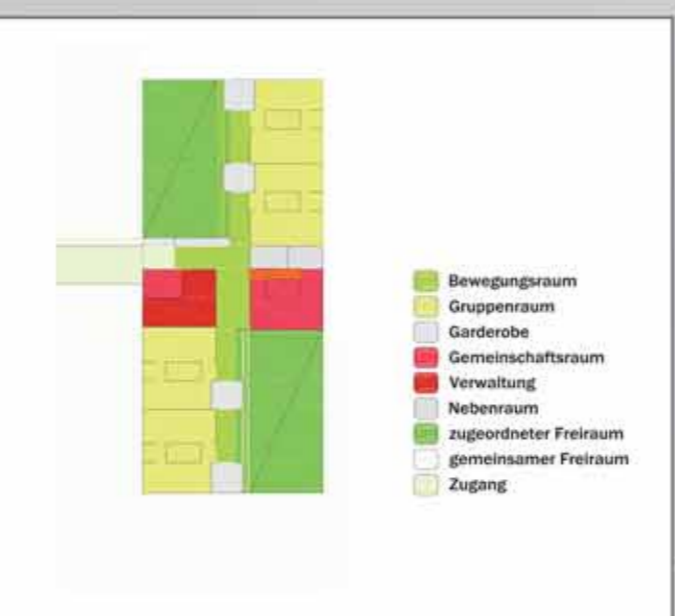 Bewegungsraum
Gruppenraum
Garderobe
Gemeinschaftsraum
Verwaltung
Nebenraum
zugeordneter Freiraum
gemeinsamer Freiraum
Zugang